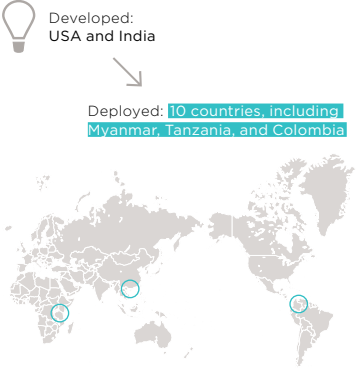 Developed:
USA and India
Deployed: 10 countries, including
Myanmar, Tanzania, and Colombia